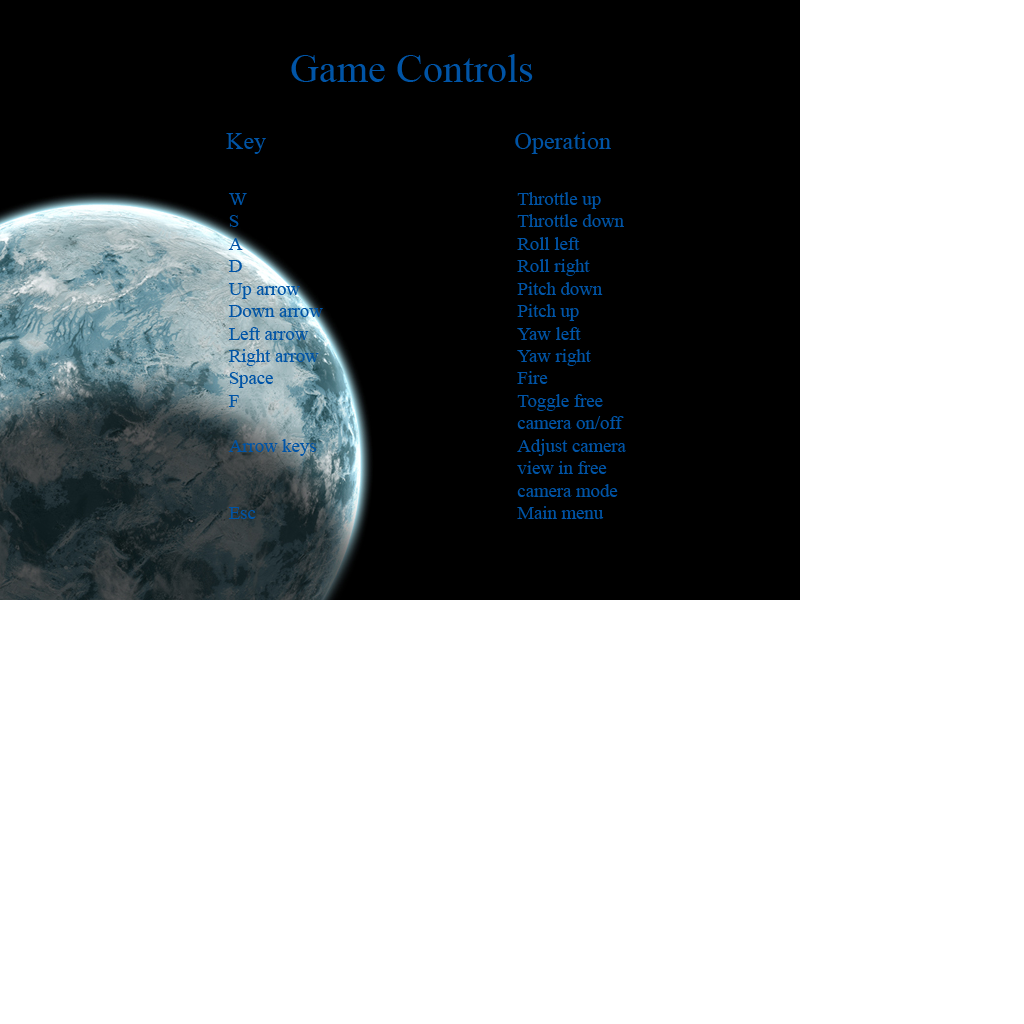 Game Controls
Key Operation
W Throttle up
S Throttle down
A Roll left
D Roll right
Up arrow Pitch down
Down arrow Pitch up
Left arrow Yaw left
Right arrow Yaw right
Space Fire
F Toggle free
camera on/off
Arrow keys Adjust camera
view in free
camera mode
Esc Main menu